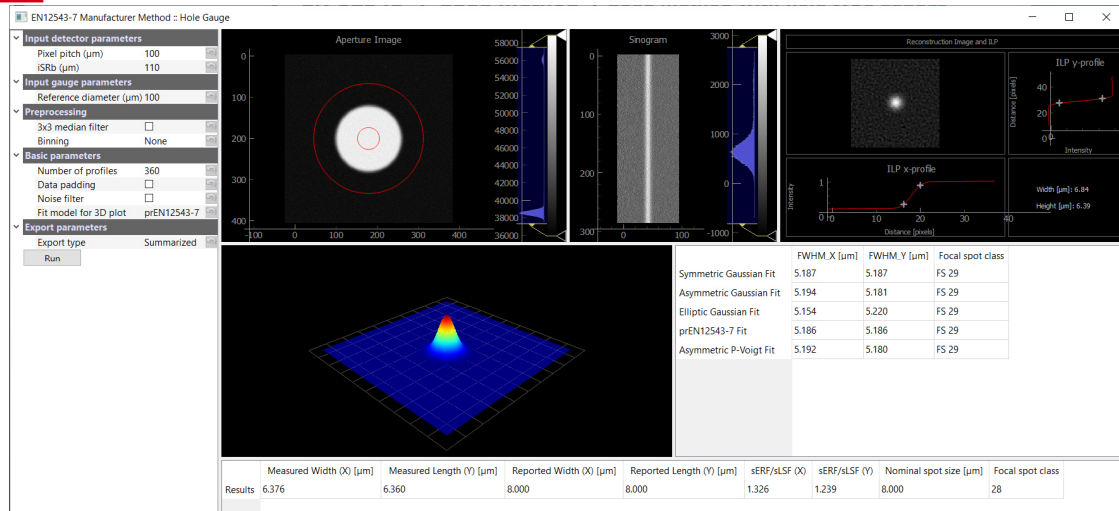 EN12543-7 Manufacturer Method :: Hole Gauge
Input detector parameters
Pixel pitch (µm) 100
iSRb (µm) 110
Input gauge parameters
Reference diameter (µm) 100
Preprocessing
3x3 median filter
Binning None
Basic parameters
Number of profiles 360
Data padding
Noise filter
Fit model for 3D plot prEN12543-7
Export parameters
Export type Summarized
Run
Aperture Image
0
100
200
300
400
-100 0 100 200 300 400
58000
56000
54000
52000
50000
48000
46000
44000
42000
40000
38000
36000
Sinogram
0
100
200
300
0 100
3000
2000
1000
0
-1000
Reconstruction Image and ILP
ILP y-profile
Distance [pixels]
40
20
0
0
Intensity
ILP x-profile
Intensity
1
0
0 10 20 30 40
Distance [pixels]
Width [µm]: 6.84
Height [µm]: 6.39
FWHM_X [µm] FWHM_Y [µm] Focal spot class
Symmetric Gaussian Fit 5.187 5.187 FS 29
Asymmetric Gaussian Fit 5.194 5.181 FS 29
Elliptic Gaussian Fit 5.154 5.220 FS 29
prEN12543-7 Fit 5.186 5.186 FS 29
Asymmetric P-Voigt Fit 5.192 5.180 FS 29
Measured Width (X) [µm] Measured Length (Y) [µm] Reported Width (X) [µm] Reported Length (Y) [µm] sERF/sLSF (X) sERF/sLSF (Y) Nominal spot size [µm] Focal spot class
Results 6.376 6.360 8.000 8.000 1.326 1.239 8.000 28